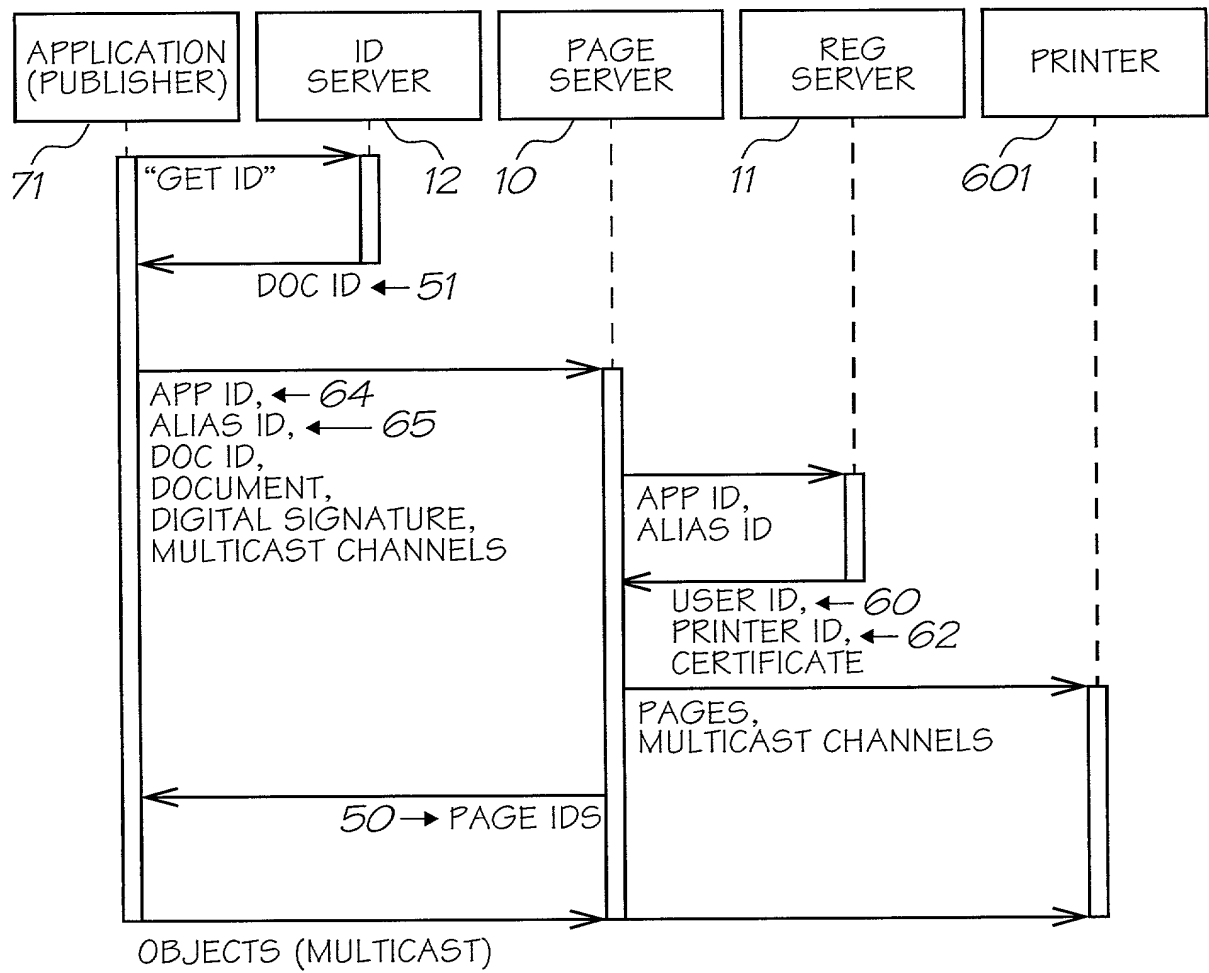 APPLICATION
(PUBLISHER)
ID
SERVER
PAGE
SERVER
REG
SERVER
PRINTER
71
12
10
11
601
“GET ID”
DOC ID 51
APP ID, 64
ALIAS ID, 65
DOC ID,
DOCUMENT,
DIGITAL SIGNATURE,
MULTICAST CHANNELS
APP ID,
ALIAS ID
USER ID, 60
PRINTER ID, 62
CERTIFICATE
PAGES,
MULTICAST CHANNELS
50 PAGE IDS
OBJECTS (MULTICAST)